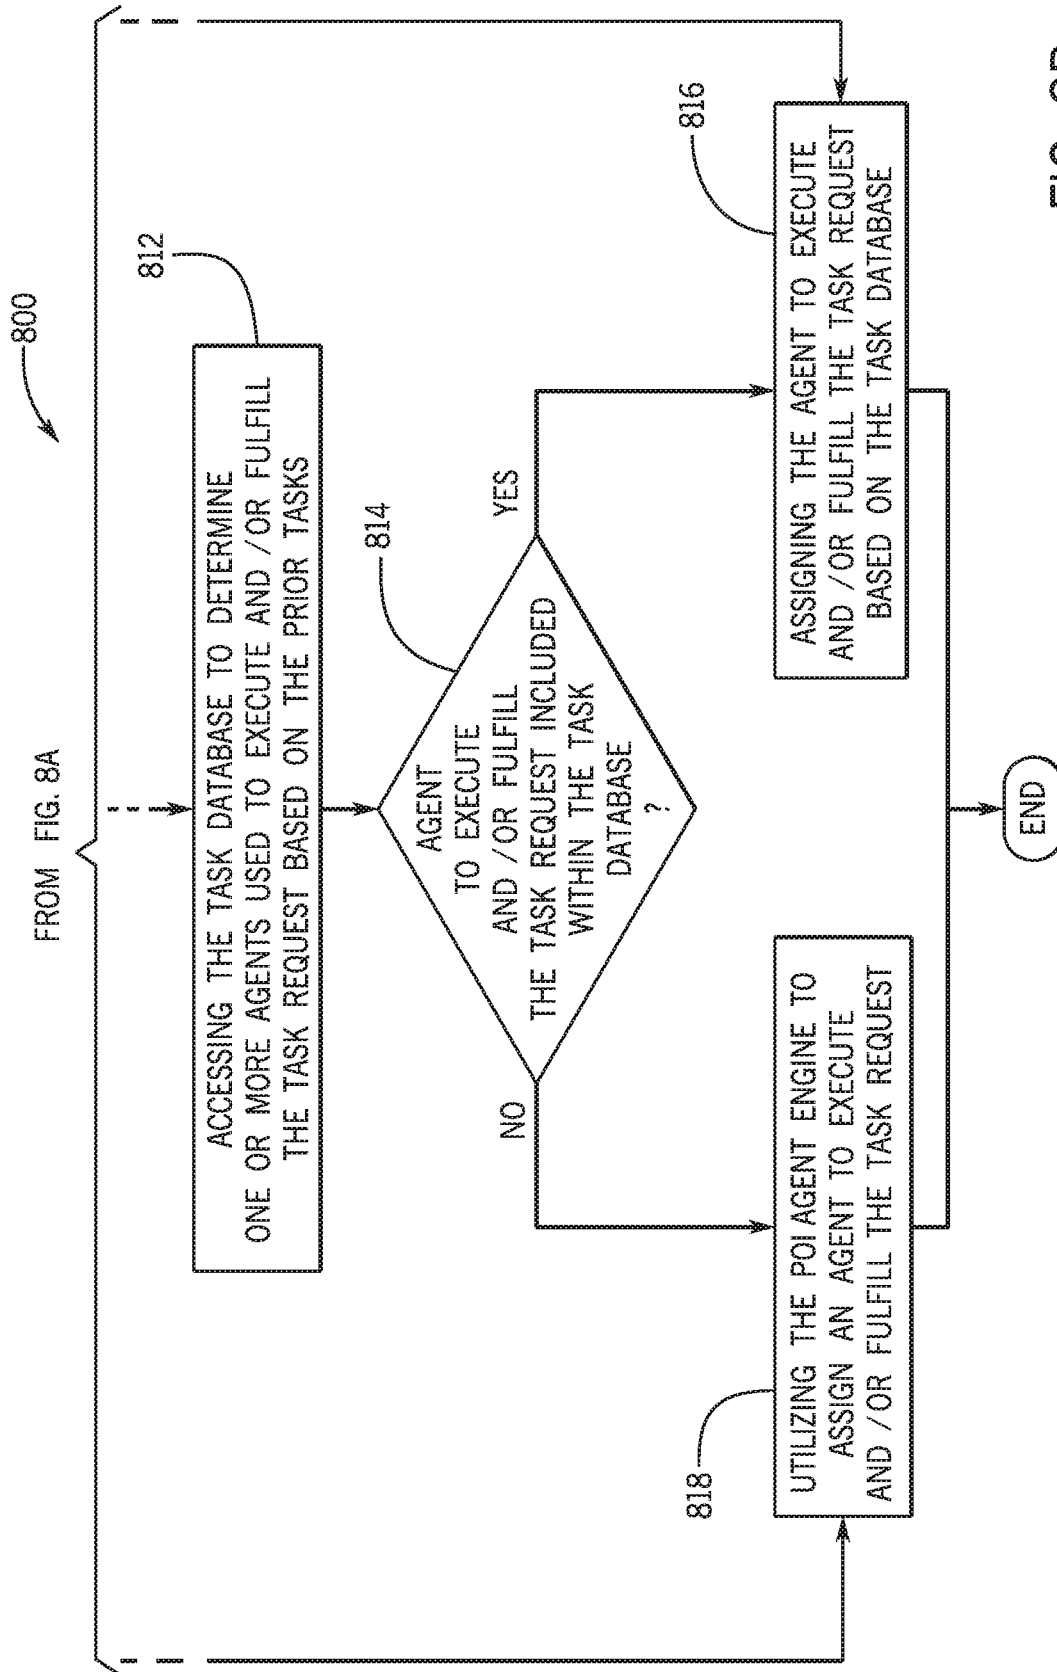 FROM FIG. 8A
800
812
ACCESSING THE TASK DATABASE TO DETERMINE
ONE OR MORE AGENTS USED TO EXECUTE AND /OR FULFILL
THE TASK REQUEST BASED ON THE PRIOR TASKS
814
AGENT
TO EXECUTE
AND /OR FULFILL
THE TASK REQUEST INCLUDED
WITHIN THE TASK
DATABASE
?
NO
YES
818
UTILIZING THE POI AGENT ENGINE TO
ASSIGN AN AGENT TO EXECUTE
AND /OR FULFILL THE TASK REQUEST
816
ASSIGNING THE AGENT TO EXECUTE
AND /OR FULFILL THE TASK REQUEST
BASED ON THE TASK DATABASE
END